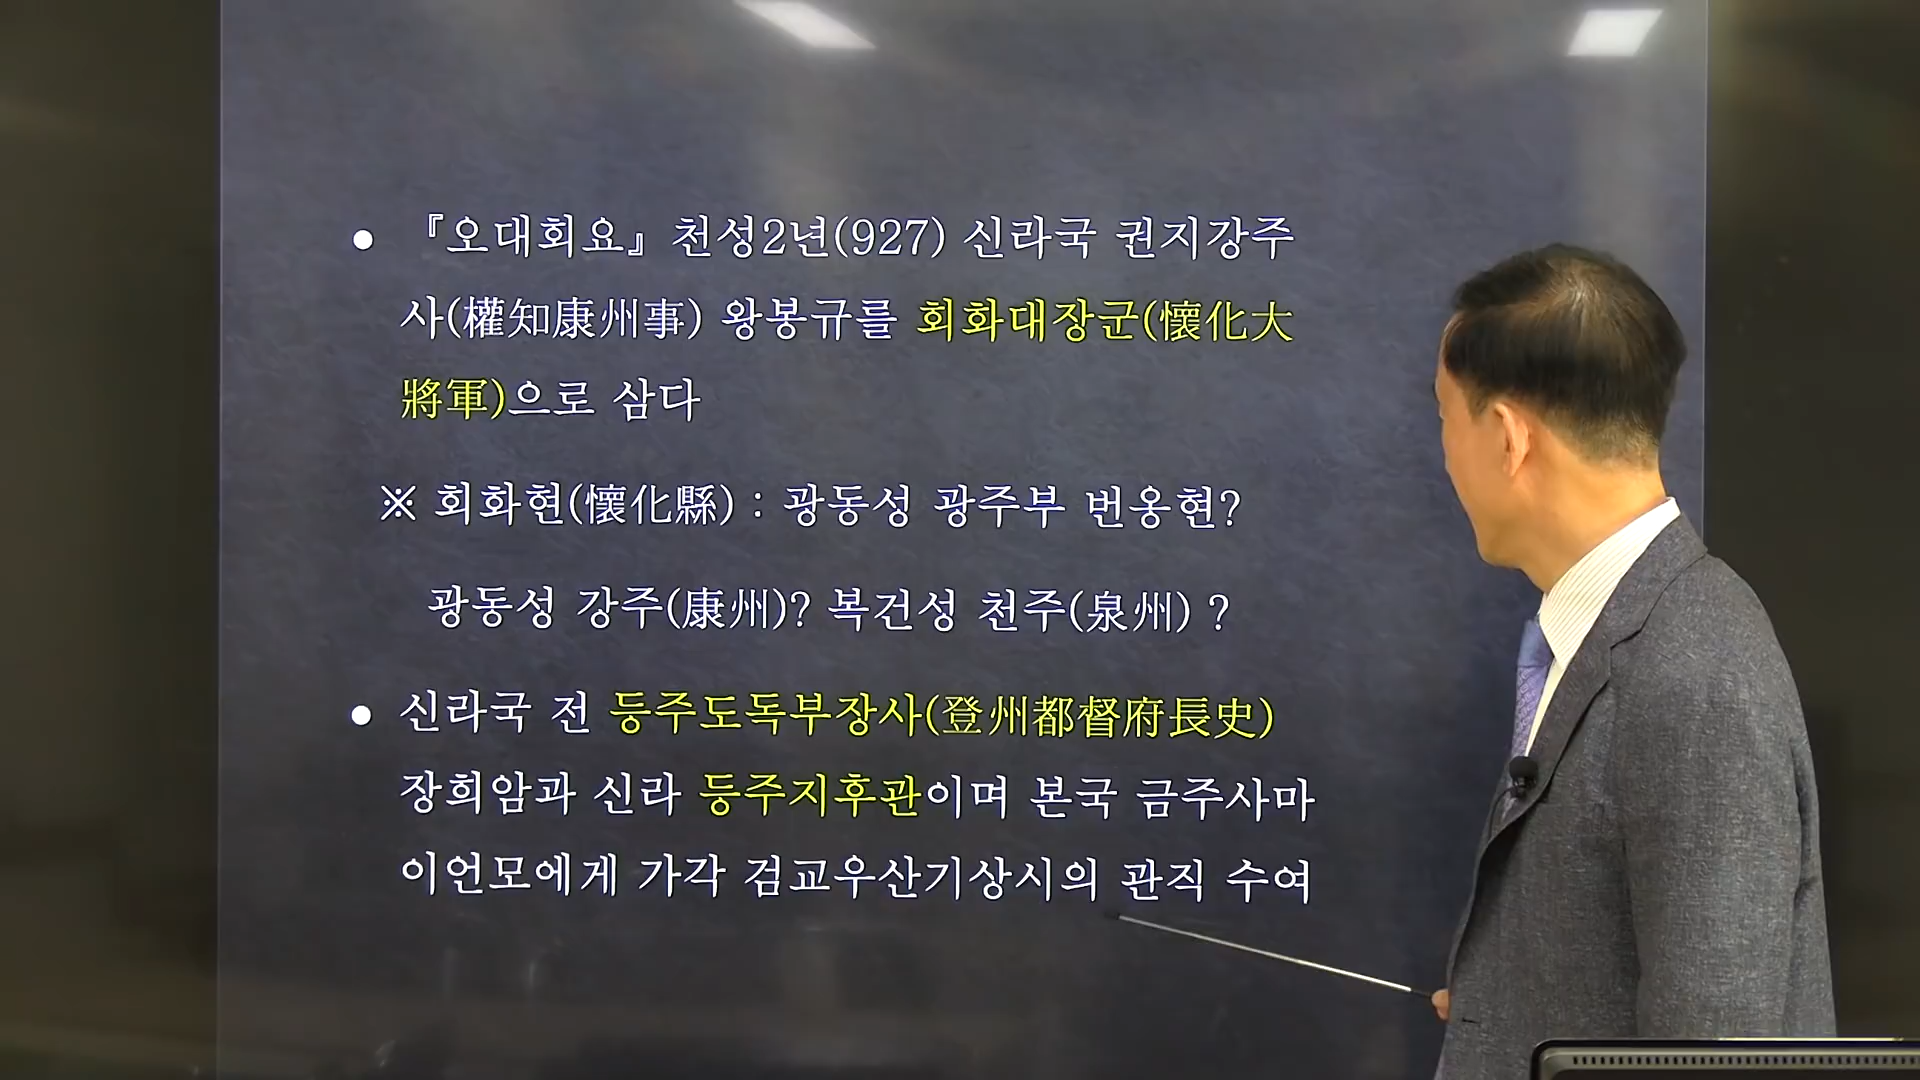 ● 『오대회요』 천성2년(927) 신라국 권지강주
사(權知康州事) 왕봉규를 회화대장군(懷化大
將軍)으로 삼다
※ 회화현(懷化縣) : 광동성 광주부 번옹현?
광동성 강주(康州)? 복건성 천주(泉州) ?
● 신라국 전 등주도독부장사(登州都督府長史)
장희암과 신라 등주지후관이며 본국 금주사마
이언모에게 가각 검교우산기상시의 관직 수여